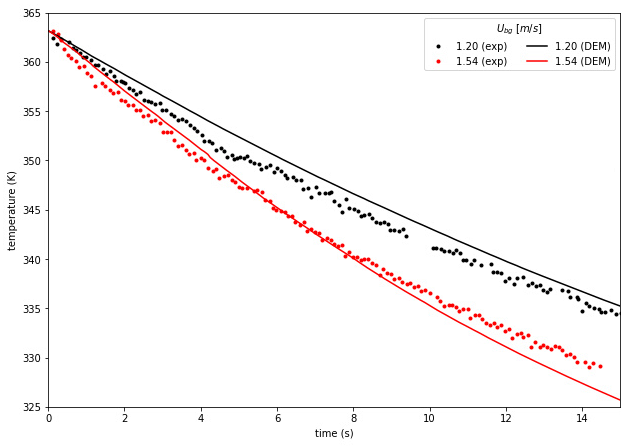 365
360
355
350
345
340
335
330
325
temperature (K)
U_bg [m/s]
1.20 (exp) 1.20 (DEM)
1.54 (exp) 1.54 (DEM)
0 2 4 6 8 10 12 14
time (s)